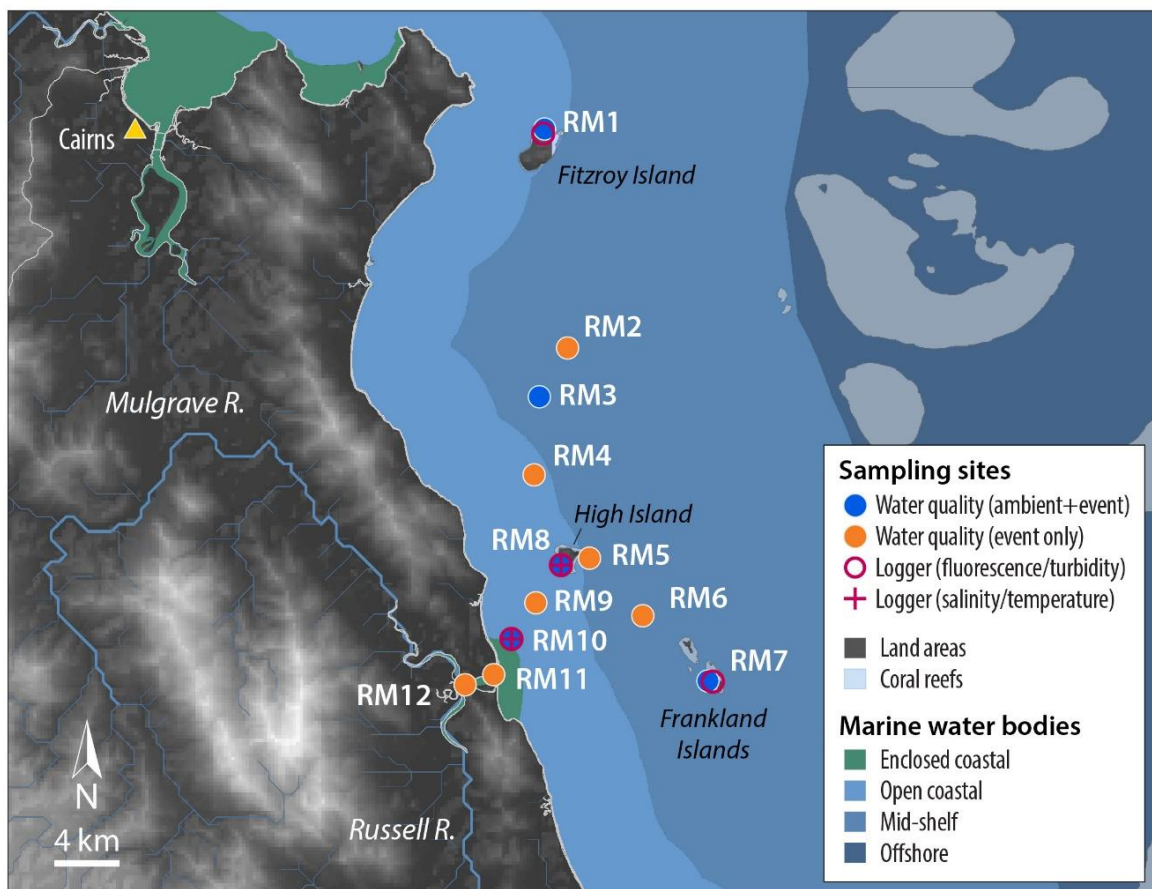 RM1
Cairns
Fitzroy Island
RM2
RM3
Mulgrave R.
RM4
High Island
RM8
RM5
RM9
RM6
RM10
RM7
RM11
RM12
Frankland
Islands
Russell R.
N
4 km
Sampling sites
Water quality (ambient+event)
Water quality (event only)
Logger (fluorescence/turbidity)
Logger (salinity/temperature)
Land areas
Coral reefs
Marine water bodies
Enclosed coastal
Open coastal
Mid-shelf
Offshore